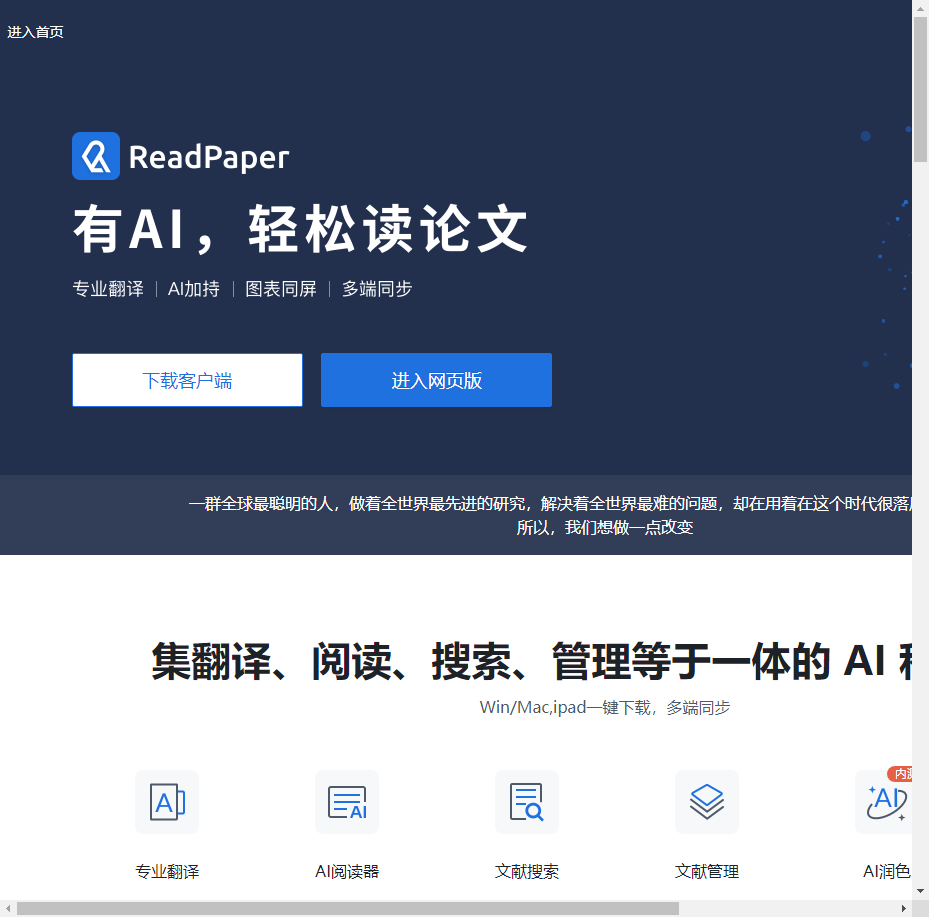 进入首页
ReadPaper
有AI，轻松读论文
专业翻译 | AI加持 | 图表同屏 | 多端同步
下载客户端 进入网页版
一群全球最聪明的人，做着全世界最先进的研究，解决着全世界最难的问题，却在用着在这个时代很落
所以，我们想做一点改变
集翻译、阅读、搜索、管理等于一体的 AI
Win/Mac,ipad一键下载，多端同步
内
专业翻译 AI阅读器 文献搜索 文献管理 AI润色